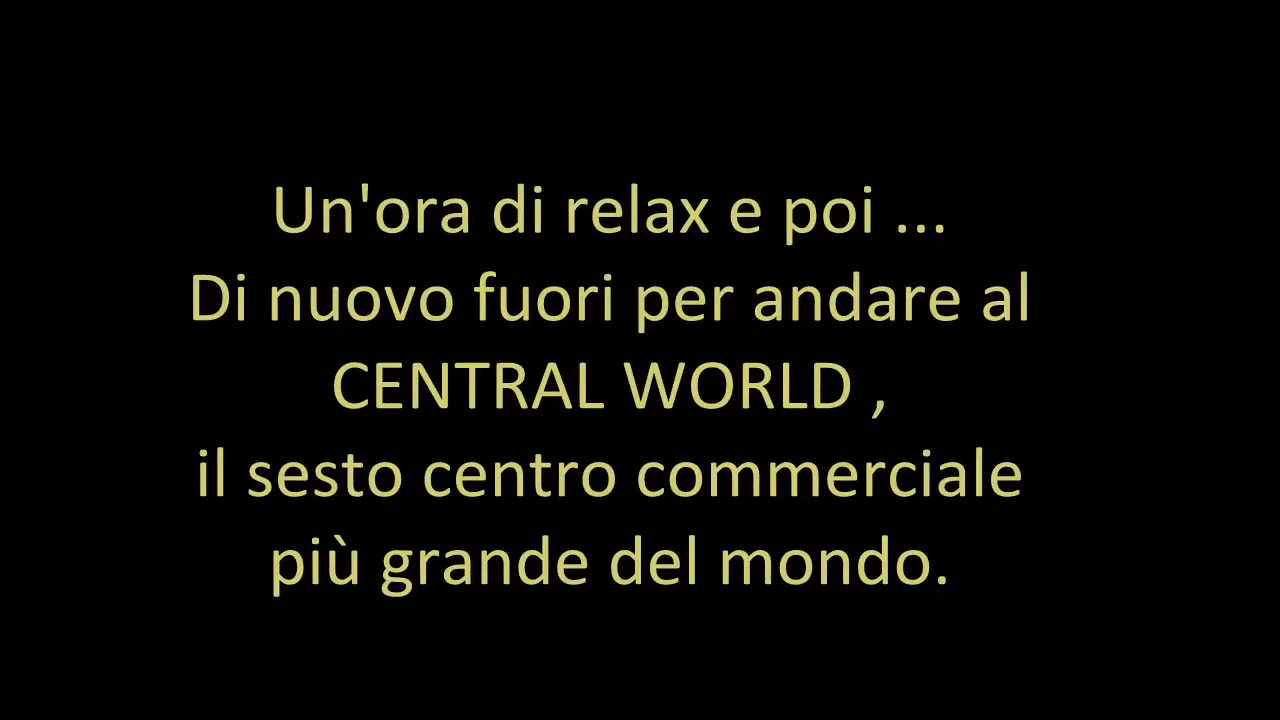 Un'ora di relax e poi ...
Di nuovo fuori per andare al
CENTRAL WORLD ,
il sesto centro commerciale
più grande del mondo.